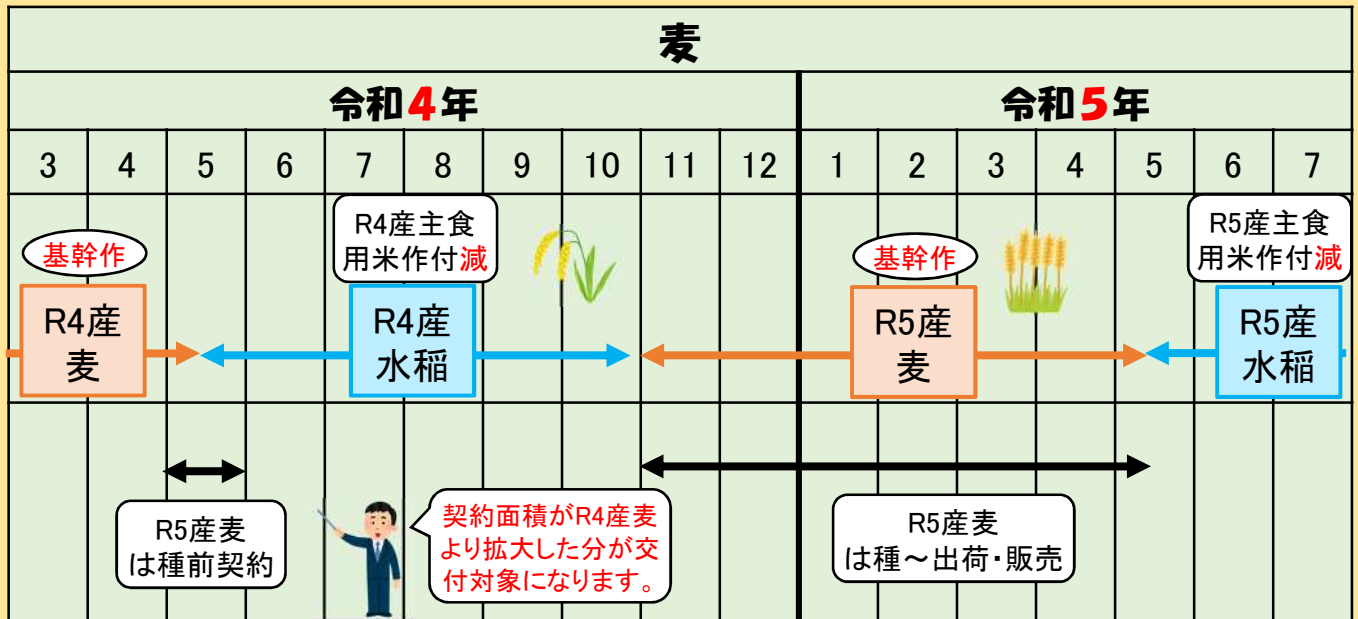 麦
令和4年 令和5年
3 4 5 6 7 8 9 10 11 12 1 2 3 4 5 6 7
基幹作
R4産
麦
R4産主食
用米作付減
R4産
水稲
基幹作
R5産
麦
R5産主食
用米作付減
R5産
水稲
R5産麦
は種前契約
契約面積がR4産麦
より拡大した分が交
付対象になります。
R5産麦
は種～出荷・販売